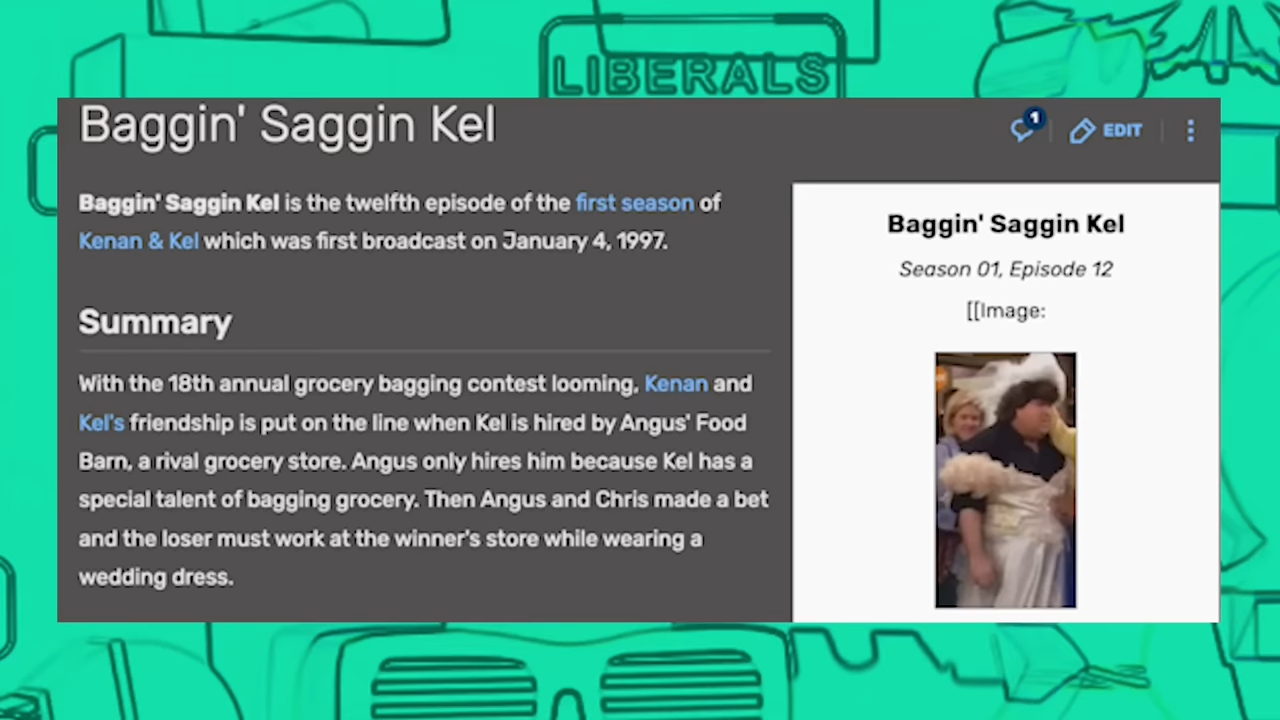 LIBERALS
Baggin' Saggin Kel
1
EDIT
Baggin' Saggin Kel is the twelfth episode of the first season of
Kenan & Kel which was first broadcast on January 4, 1997.
Summary
With the 18th annual grocery bagging contest looming, Kenan and
Kel's friendship is put on the line when Kel is hired by Angus' Food
Barn, a rival grocery store. Angus only hires him because Kel has a
special talent of bagging grocery. Then Angus and Chris made a bet
and the loser must work at the winner's store while wearing a
wedding dress.
Baggin' Saggin Kel
Season 01, Episode 12
[[Image: